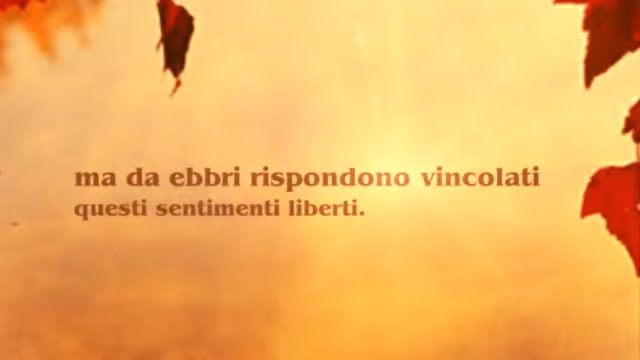 ma da ebbri rispondono vincolati
questi sentimenti liberti.